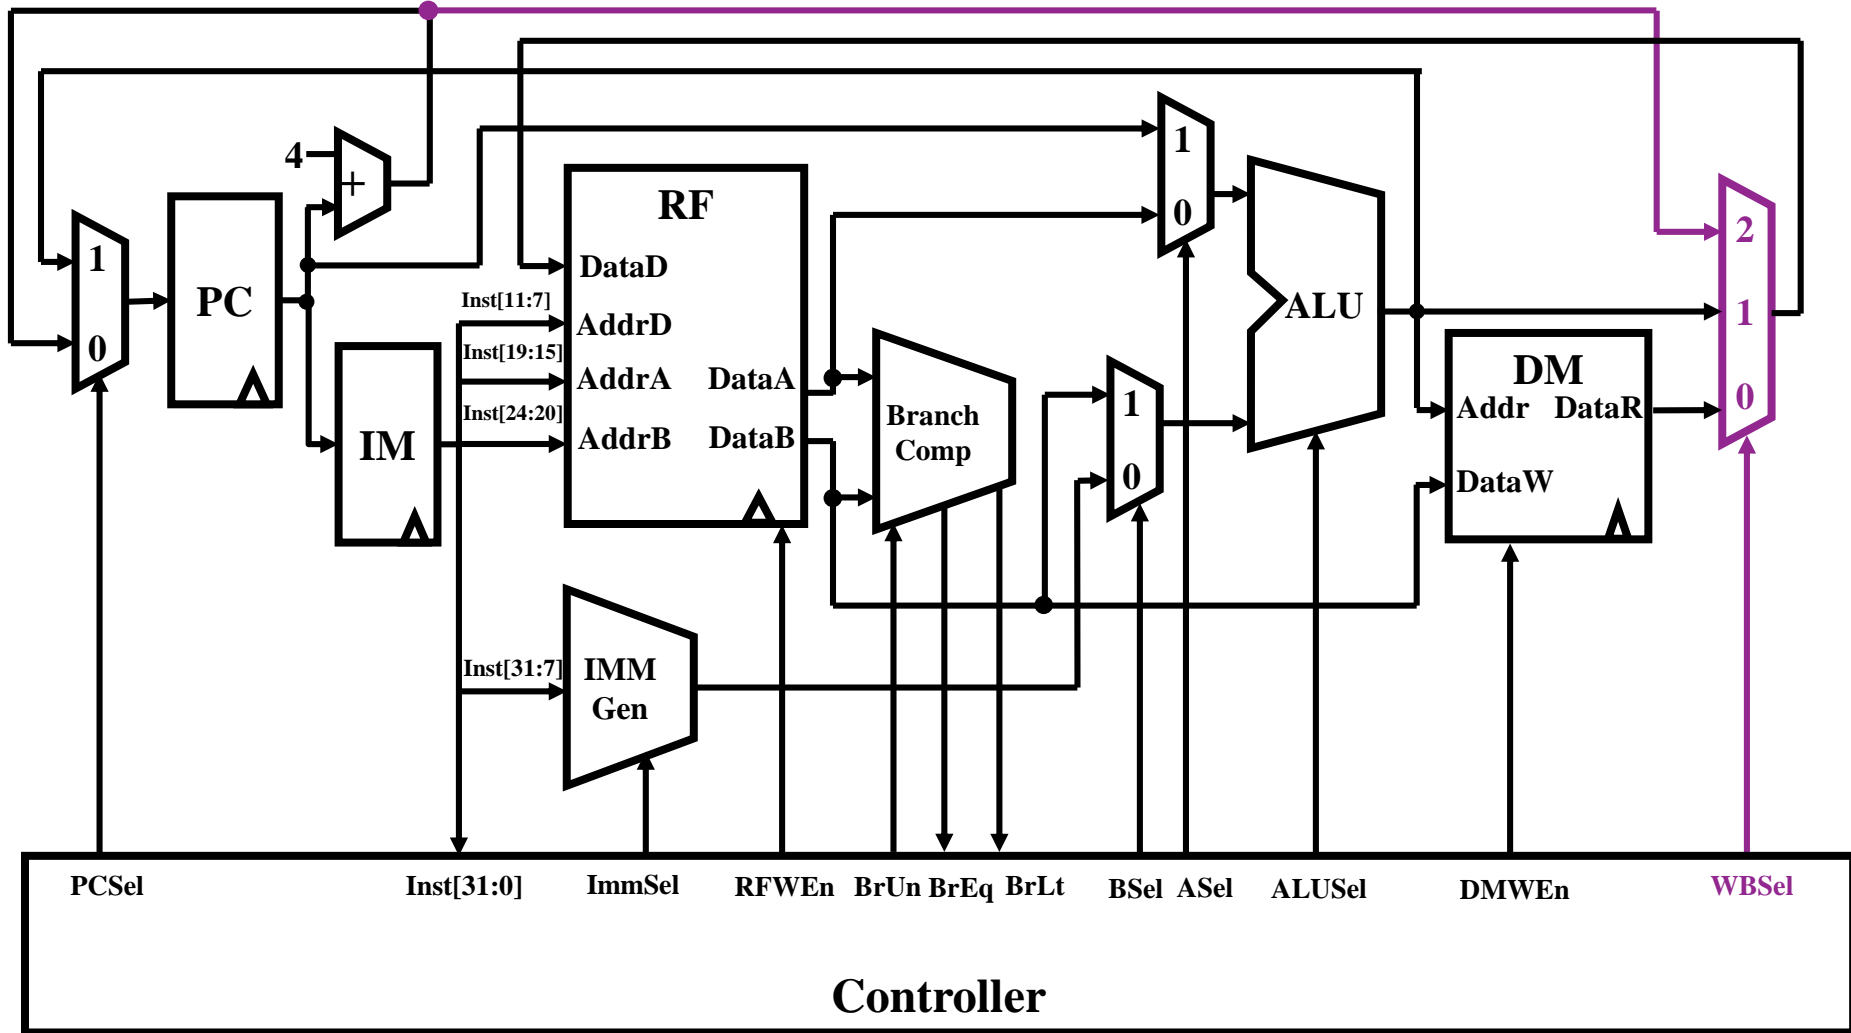 4
+
1
0
PC
IM
RF
DataD
Inst[11:7]
AddrD
Inst[19:15]
AddrA
DataA
Inst[24:20]
AddrB
DataB
Branch
Comp
1
0
1
0
ALU
DM
Addr
DataR
DataW
2
1
0
Inst[31:7]
IMM
Gen
PCSel
Inst[31:0]
ImmSel
RFWEn
BrUn
BrEq
BrLt
BSel
ASel
ALUSel
DMWEn
WBSel
Controller